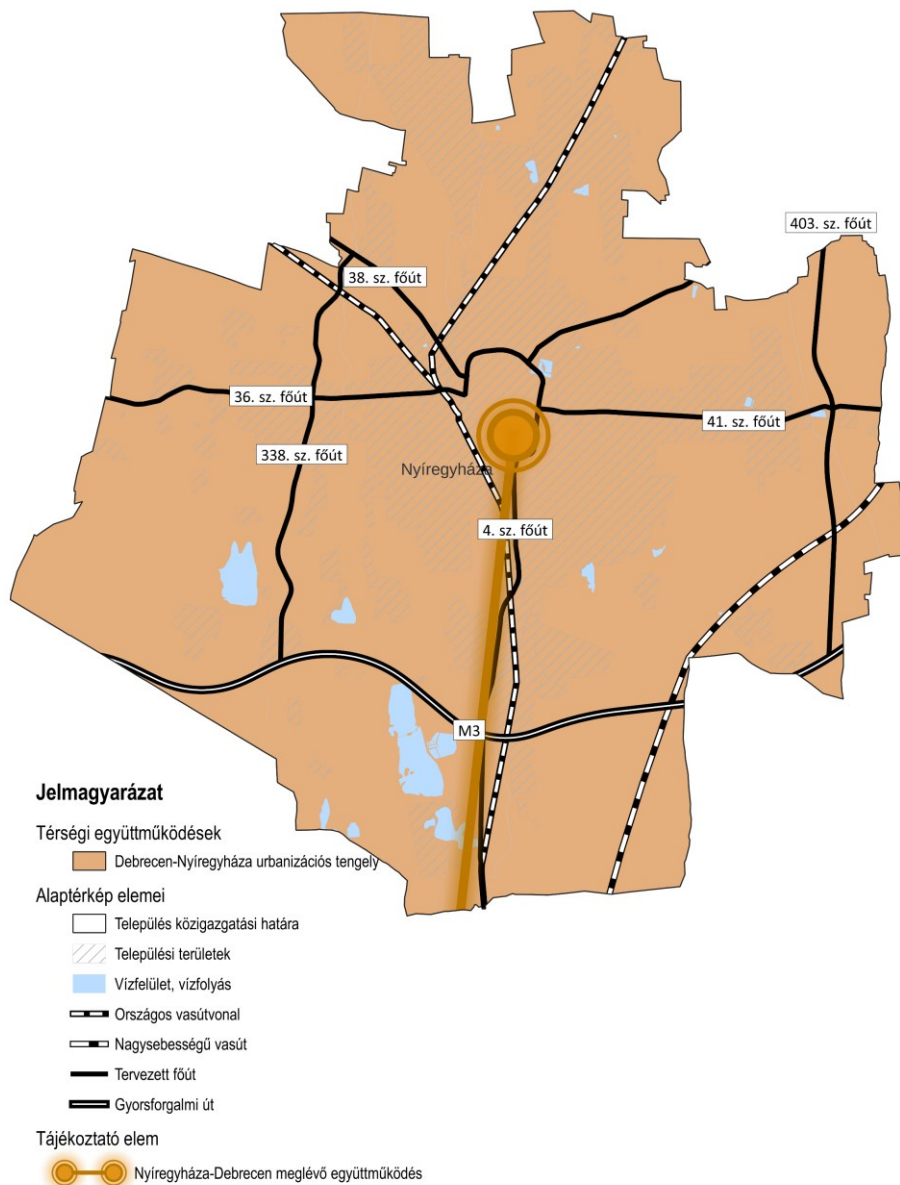 403. sz. főút
38. sz. főút
36. sz. főút
41. sz. főút
338. sz. főút
Nyíregyháza
4. sz. főút
M3
Jelmagyarázat
Térségi együttműködések
Debrecen-Nyíregyháza urbanizációs tengely
Alaptérkép elemei
Település közigazgatási határa
Települési területek
Vízfelület, vízfolyás
Országos vasútvonal
Nagysebességű vasút
Tervezett főút
Gyorsforgalmi út
Tájékoztató elem
Nyíregyháza-Debrecen meglévő együttműködés